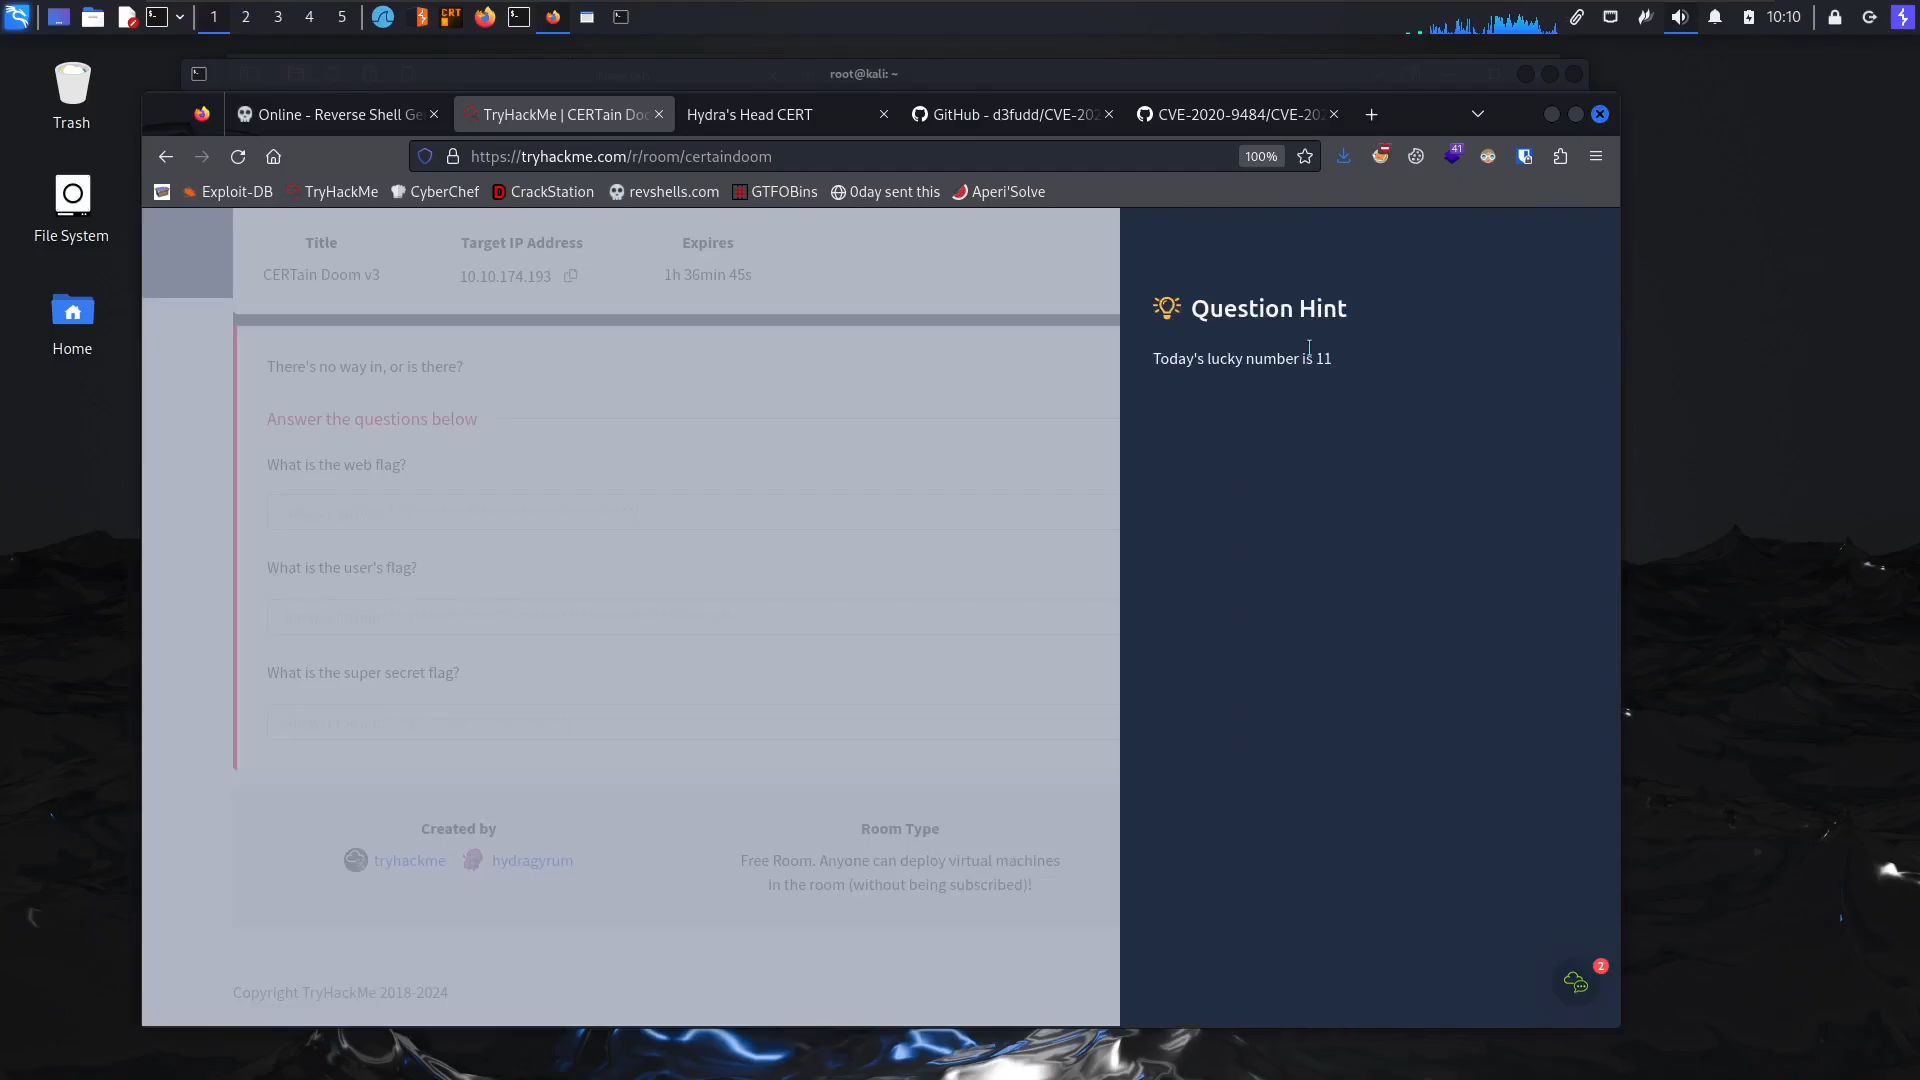 1 2 3 4 5 CRT 10:10
Trash
File System
Home
root@kali: ~
Online - Reverse Shell Ge
TryHackMe | CERTain Doo
Hydra's Head CERT
GitHub - d3fudd/CVE-202
CVE-2020-9484/CVE-202
https://tryhackme.com/r/room/certaindoom
100%
41
Exploit-DB TryHackMe CyberChef CrackStation revshells.com GTFOBins 0day sent this Aperi'Solve
Title Target IP Address Expires
CERTain Doom v3 10.10.174.193 1h 36min 45s
There's no way in, or is there?
Answer the questions below
What is the web flag?
What is the user's flag?
What is the super secret flag?
Created by
tryhackme hydragyrum
Room Type
Free Room. Anyone can deploy virtual machines
in the room (without being subscribed)!
Copyright TryHackMe 2018-2024
Question Hint
Today's lucky number is 11
2